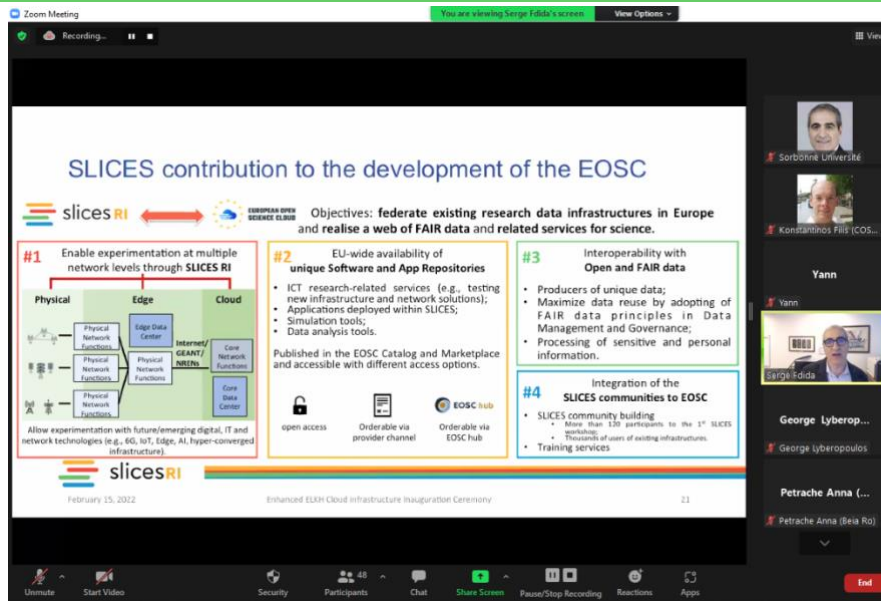 Zoom Meeting
You are viewing Serge Fdida's screen
View Options
Recording...
View
SLICES contribution to the development of the EOSC
slices RI
EUROPEAN OPEN
SCIENCE CLOUD
Objectives: federate existing research data infrastructures in Europe
and realise a web of FAIR data and related services for science.
#1
Enable experimentation at multiple
network levels through SLICES RI
Physical
Edge
Cloud
Physical
Network
Functions
Edge Data
Center
Physical
Network
Functions
Physical
Network
Functions
Internet/
GEANT/
NRENs
Core
Network
Functions
Physical
Network
Functions
Core
Data
Center
Allow experimentation with future/emerging digital, IT and
network technologies (e.g., 6G, IoT, Edge, AI, hyper-converged
infrastructure).
#2
EU-wide availability of
unique Software and App Repositories
• ICT research-related services (e.g., testing
new infrastructure and network solutions);
• Applications deployed within SLICES;
• Simulation tools;
Data analysis tools.
Published in the EOSC Catalog and Marketplace
and accessible with different access options.
open access
Orderable via
provider channel
EOSC hub
Orderable via
EOSC hub
#3
Interoperability with
Open and FAIR data
• Producers of unique data;
• Maximize data reuse by adopting of
FAIR data principles in Data
Management and Governance;
• Processing of sensitive and personal
information.
#4
Integration of the
SLICES communities to EOSC
• SLICES community building
• More than 120 participants to the 1st SLICES
workshop;
• Thousands of users of existing infrastructures.
• Training services
slices RI
February 15, 2022
Enhanced ELKH Cloud Infrastructure Inauguration Ceremony
21
Sorbonne Université
Konstantinos Filis (COS...
Yann
Yann
Serge Fdida
George Lyberop...
George Lyberopoulos
Petrache Anna (...
Petrache Anna (Beia Ro)
Unmute
Start Video
Security
Participants
48
Chat
Share Screen
Pause/Stop Recording
Reactions
Apps
End